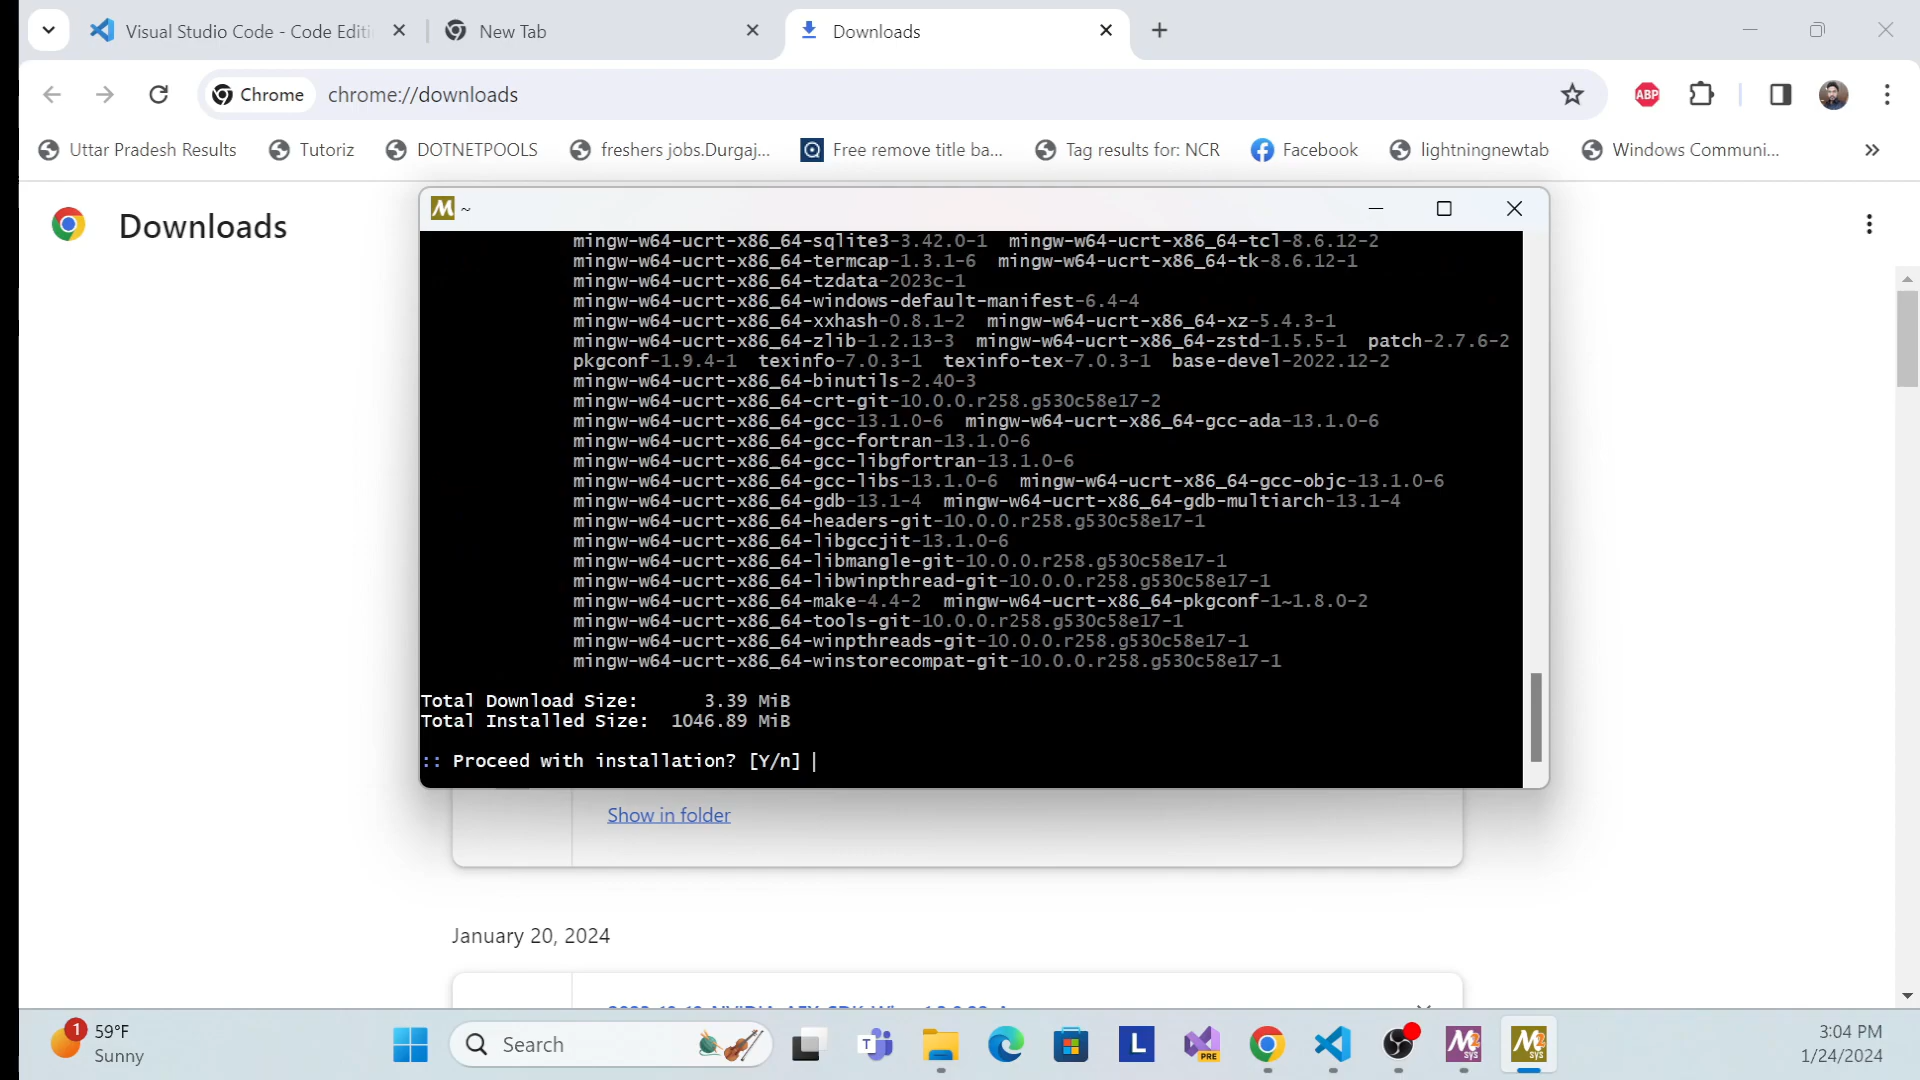 Visual Studio Code - Code Editi
New Tab
Downloads
Chrome
chrome://downloads
ABP
Uttar Pradesh Results
Tutoriz
DOTNETPOOLS
freshers jobs.Durgaj...
Free remove title ba...
Tag results for: NCR
Facebook
lightningnewtab
Windows Communi...
Downloads
~
mingw-w64-ucrt-x86_64-sqlite3-3.42.0-1 mingw-w64-ucrt-x86_64-tcl-8.6.12-2
mingw-w64-ucrt-x86_64-termcap-1.3.1-6 mingw-w64-ucrt-x86_64-tk-8.6.12-1
mingw-w64-ucrt-x86_64-tzdata-2023c-1
mingw-w64-ucrt-x86_64-windows-default-manifest-6.4-4
mingw-w64-ucrt-x86_64-xxhash-0.8.1-2 mingw-w64-ucrt-x86_64-xz-5.4.3-1
mingw-w64-ucrt-x86_64-zlib-1.2.13-3 mingw-w64-ucrt-x86_64-zstd-1.5.5-1 patch-2.7.6-2
pkgconf-1.9.4-1 texinfo-7.0.3-1 texinfo-tex-7.0.3-1 base-devel-2022.12-2
mingw-w64-ucrt-x86_64-binutils-2.40-3
mingw-w64-ucrt-x86_64-crt-git-10.0.0.r258.g530c58e17-2
mingw-w64-ucrt-x86_64-gcc-13.1.0-6 mingw-w64-ucrt-x86_64-gcc-ada-13.1.0-6
mingw-w64-ucrt-x86_64-gcc-fortran-13.1.0-6
mingw-w64-ucrt-x86_64-gcc-libgfortran-13.1.0-6
mingw-w64-ucrt-x86_64-gcc-libs-13.1.0-6 mingw-w64-ucrt-x86_64-gcc-objc-13.1.0-6
mingw-w64-ucrt-x86_64-gdb-13.1-4 mingw-w64-ucrt-x86_64-gdb-multiarch-13.1-4
mingw-w64-ucrt-x86_64-headers-git-10.0.0.r258.g530c58e17-1
mingw-w64-ucrt-x86_64-libgccjit-13.1.0-6
mingw-w64-ucrt-x86_64-libmangle-git-10.0.0.r258.g530c58e17-1
mingw-w64-ucrt-x86_64-libwinpthread-git-10.0.0.r258.g530c58e17-1
mingw-w64-ucrt-x86_64-make-4.4-2 mingw-w64-ucrt-x86_64-pkgconf-1~1.8.0-2
mingw-w64-ucrt-x86_64-tools-git-10.0.0.r258.g530c58e17-1
mingw-w64-ucrt-x86_64-winpthreads-git-10.0.0.r258.g530c58e17-1
mingw-w64-ucrt-x86_64-winstorecompat-git-10.0.0.r258.g530c58e17-1
Total Download Size: 3.39 MiB
Total Installed Size: 1046.89 MiB
:: Proceed with installation? [Y/n]
Show in folder
January 20, 2024
1
59°F
Sunny
Search
L
PRE
3:04 PM
1/24/2024